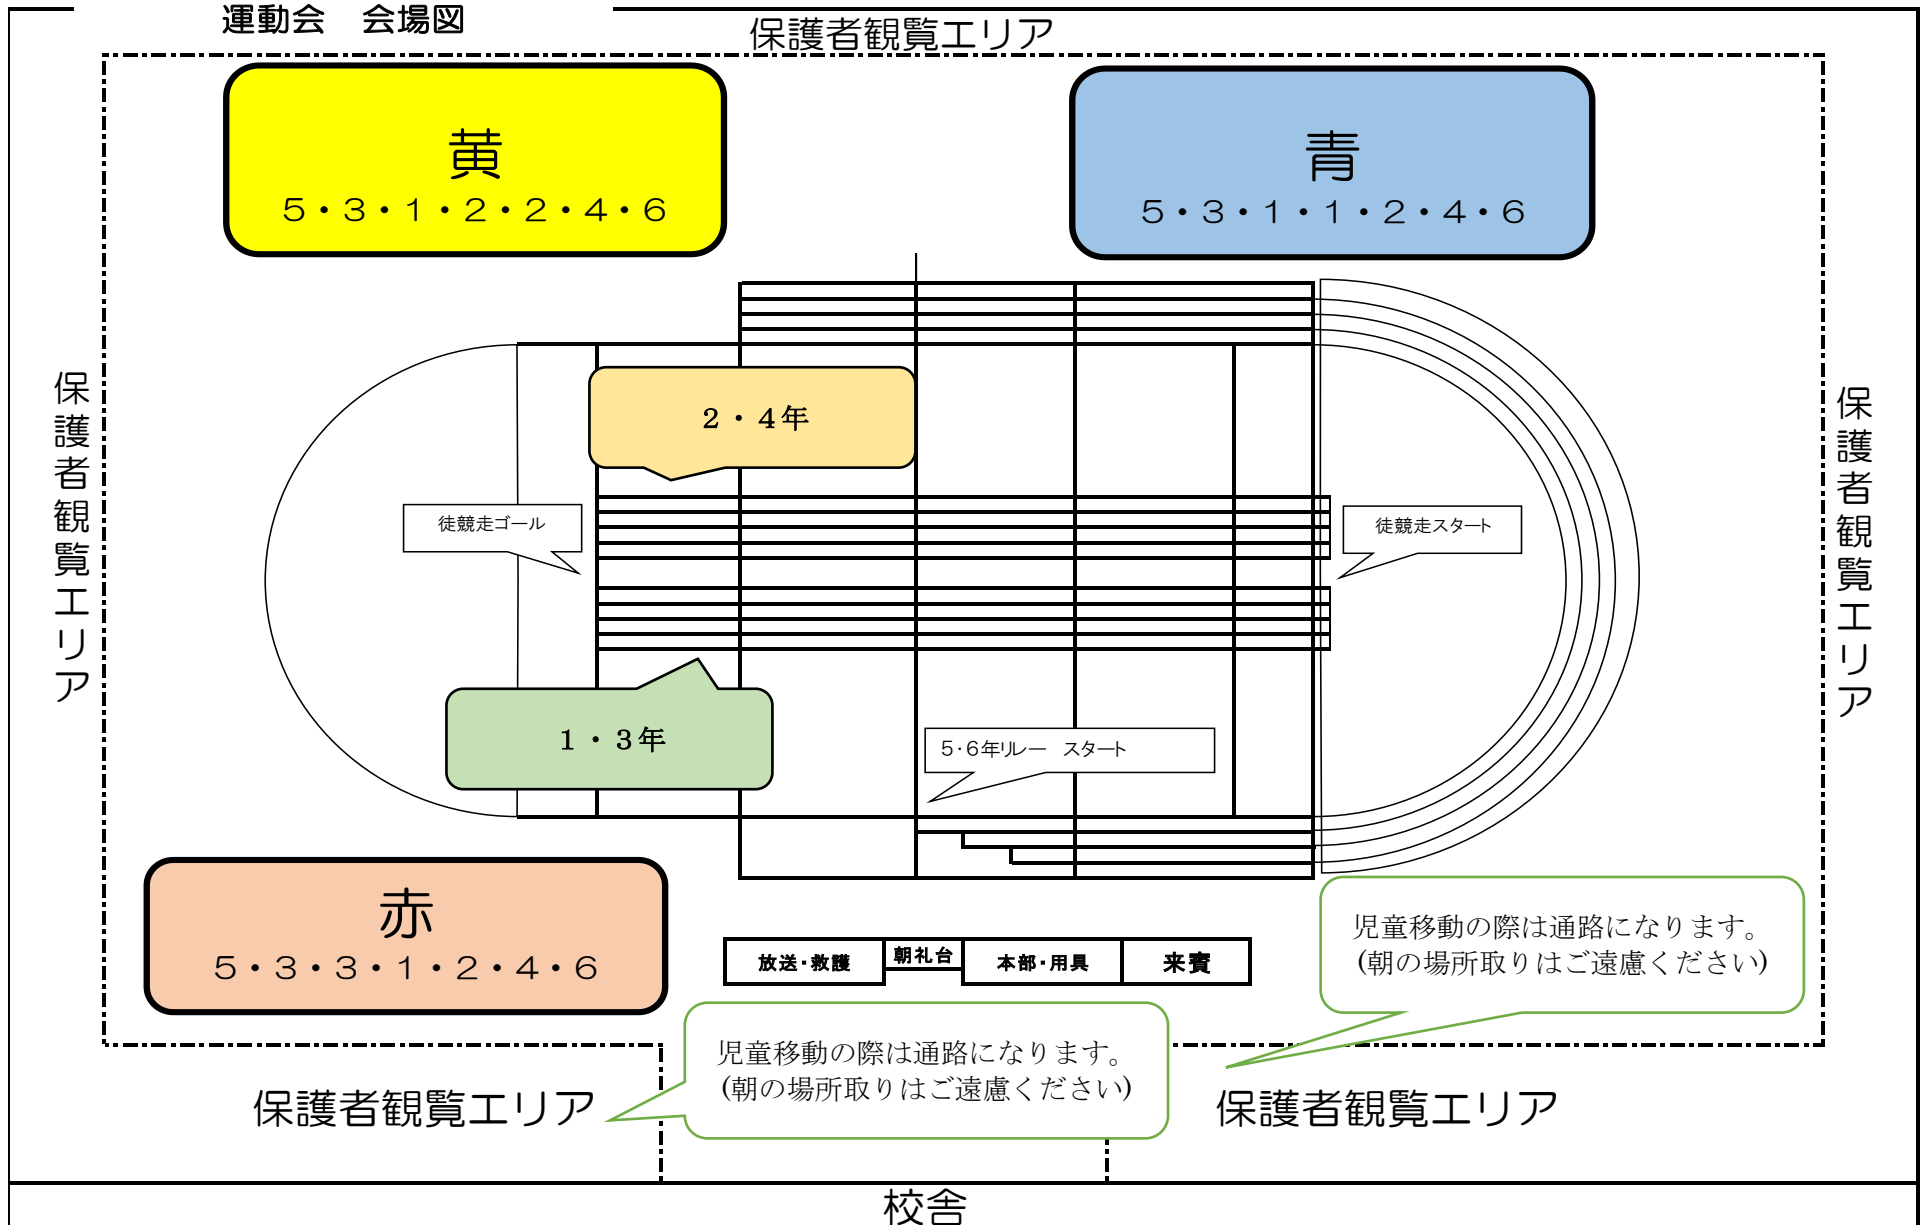 運動会　会場図
保護者観覧エリア
黄
5・3・1・2・2・4・6
青
5・3・1・1・2・4・6
保護者観覧エリア
保護者観覧エリア
2・4年
徒競走ゴール
徒競走スタート
1・3年
5・6年リレー　スタート
赤
5・3・3・1・2・4・6
放送・救護
朝礼台
本部・用具
来賓
児童移動の際は通路になります。
(朝の場所取りはご遠慮ください)
児童移動の際は通路になります。
(朝の場所取りはご遠慮ください)
保護者観覧エリア
保護者観覧エリア
校舎